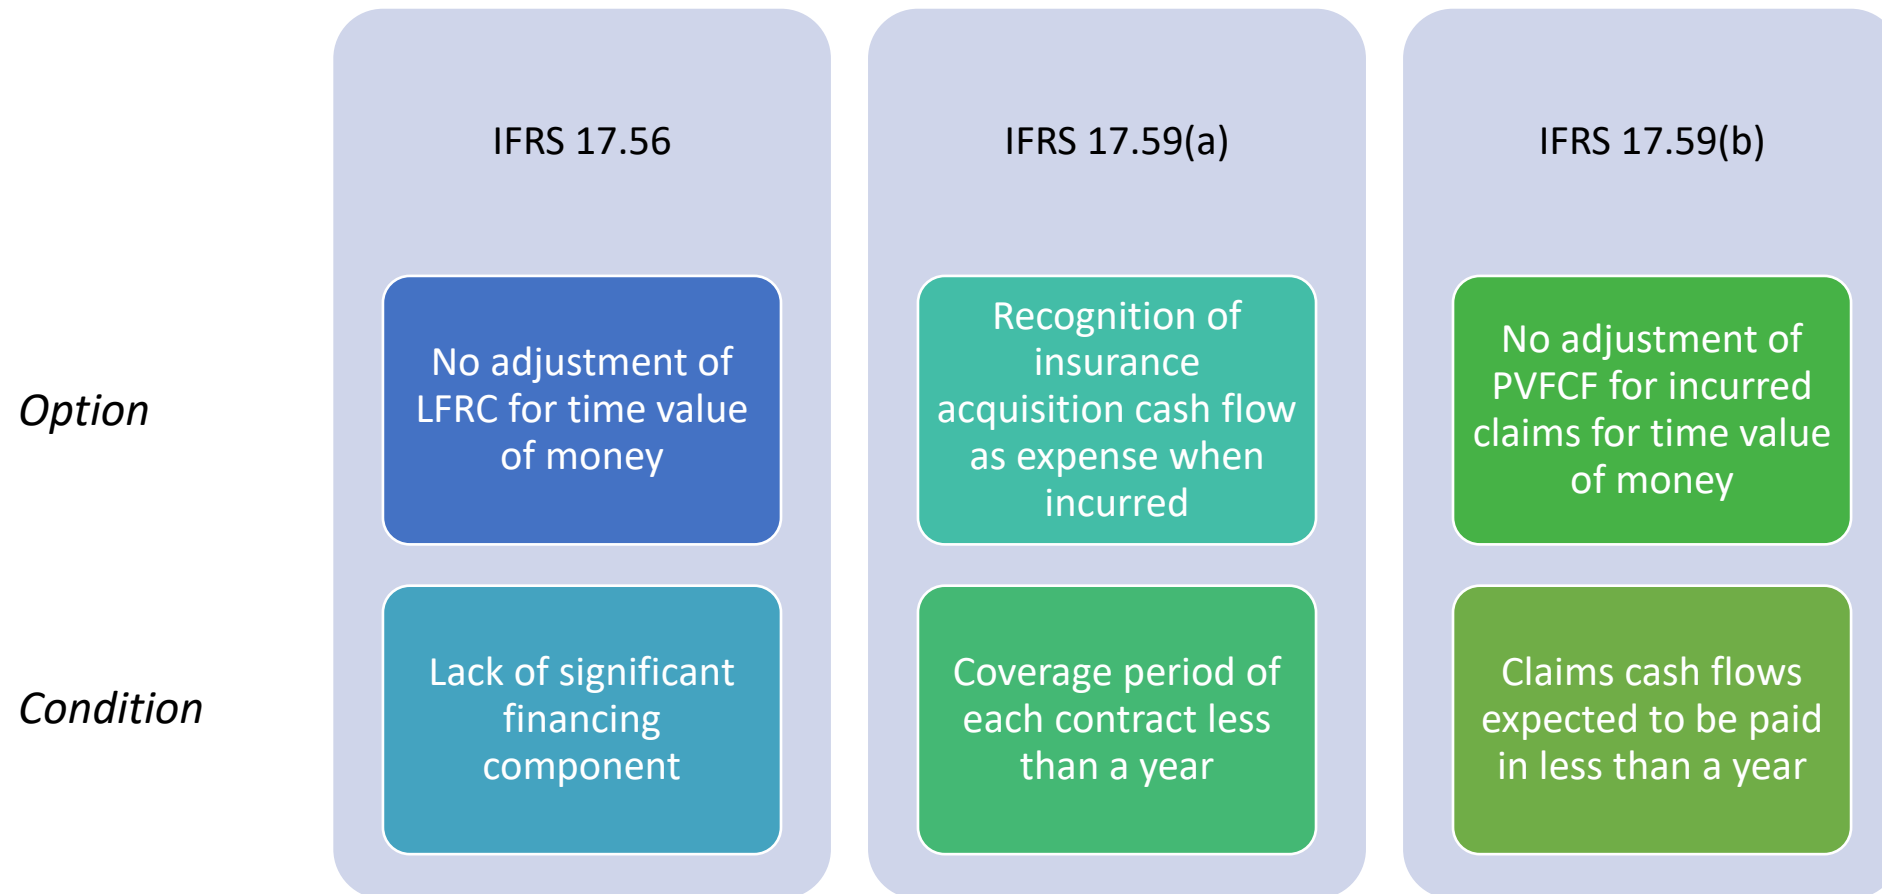 IFRS 17.56
IFRS 17.59(a)
IFRS 17.59(b)
Option
No adjustment of
LFRC for time value
of money
Recognition of
insurance
acquisition cash flow
as expense when
incurred
No adjustment of
PVFCF for incurred
claims for time value
of money
Condition
Lack of significant
financing
component
Coverage period of
each contract less
than a year
Claims cash flows
expected to be paid
in less than a year